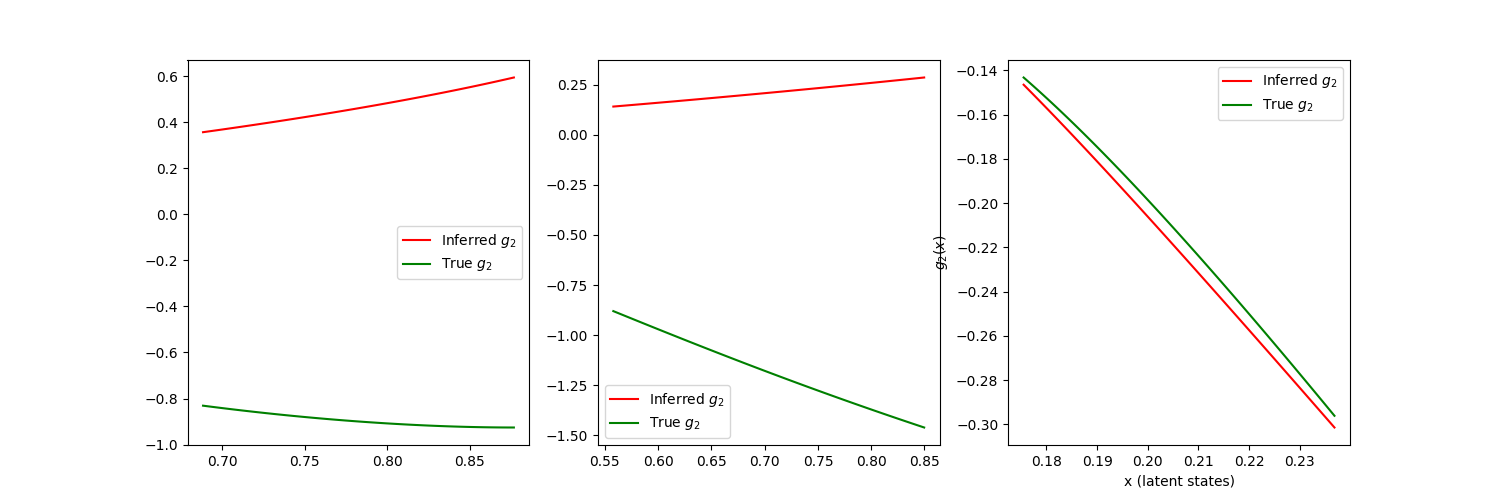 0.6
0.4
0.2
0.0
−0.2
−0.4
−0.6
−0.8
−1.0
0.70 0.75 0.80 0.85
Inferred g₂
True g₂
0.25
0.00
−0.25
−0.50
−0.75
−1.00
−1.25
−1.50
0.55 0.60 0.65 0.70 0.75 0.80 0.85
Inferred g₂
True g₂
g₂(x)
−0.14
−0.16
−0.18
−0.20
−0.22
−0.24
−0.26
−0.28
−0.30
0.18 0.19 0.20 0.21 0.22 0.23
x (latent states)
Inferred g₂
True g₂